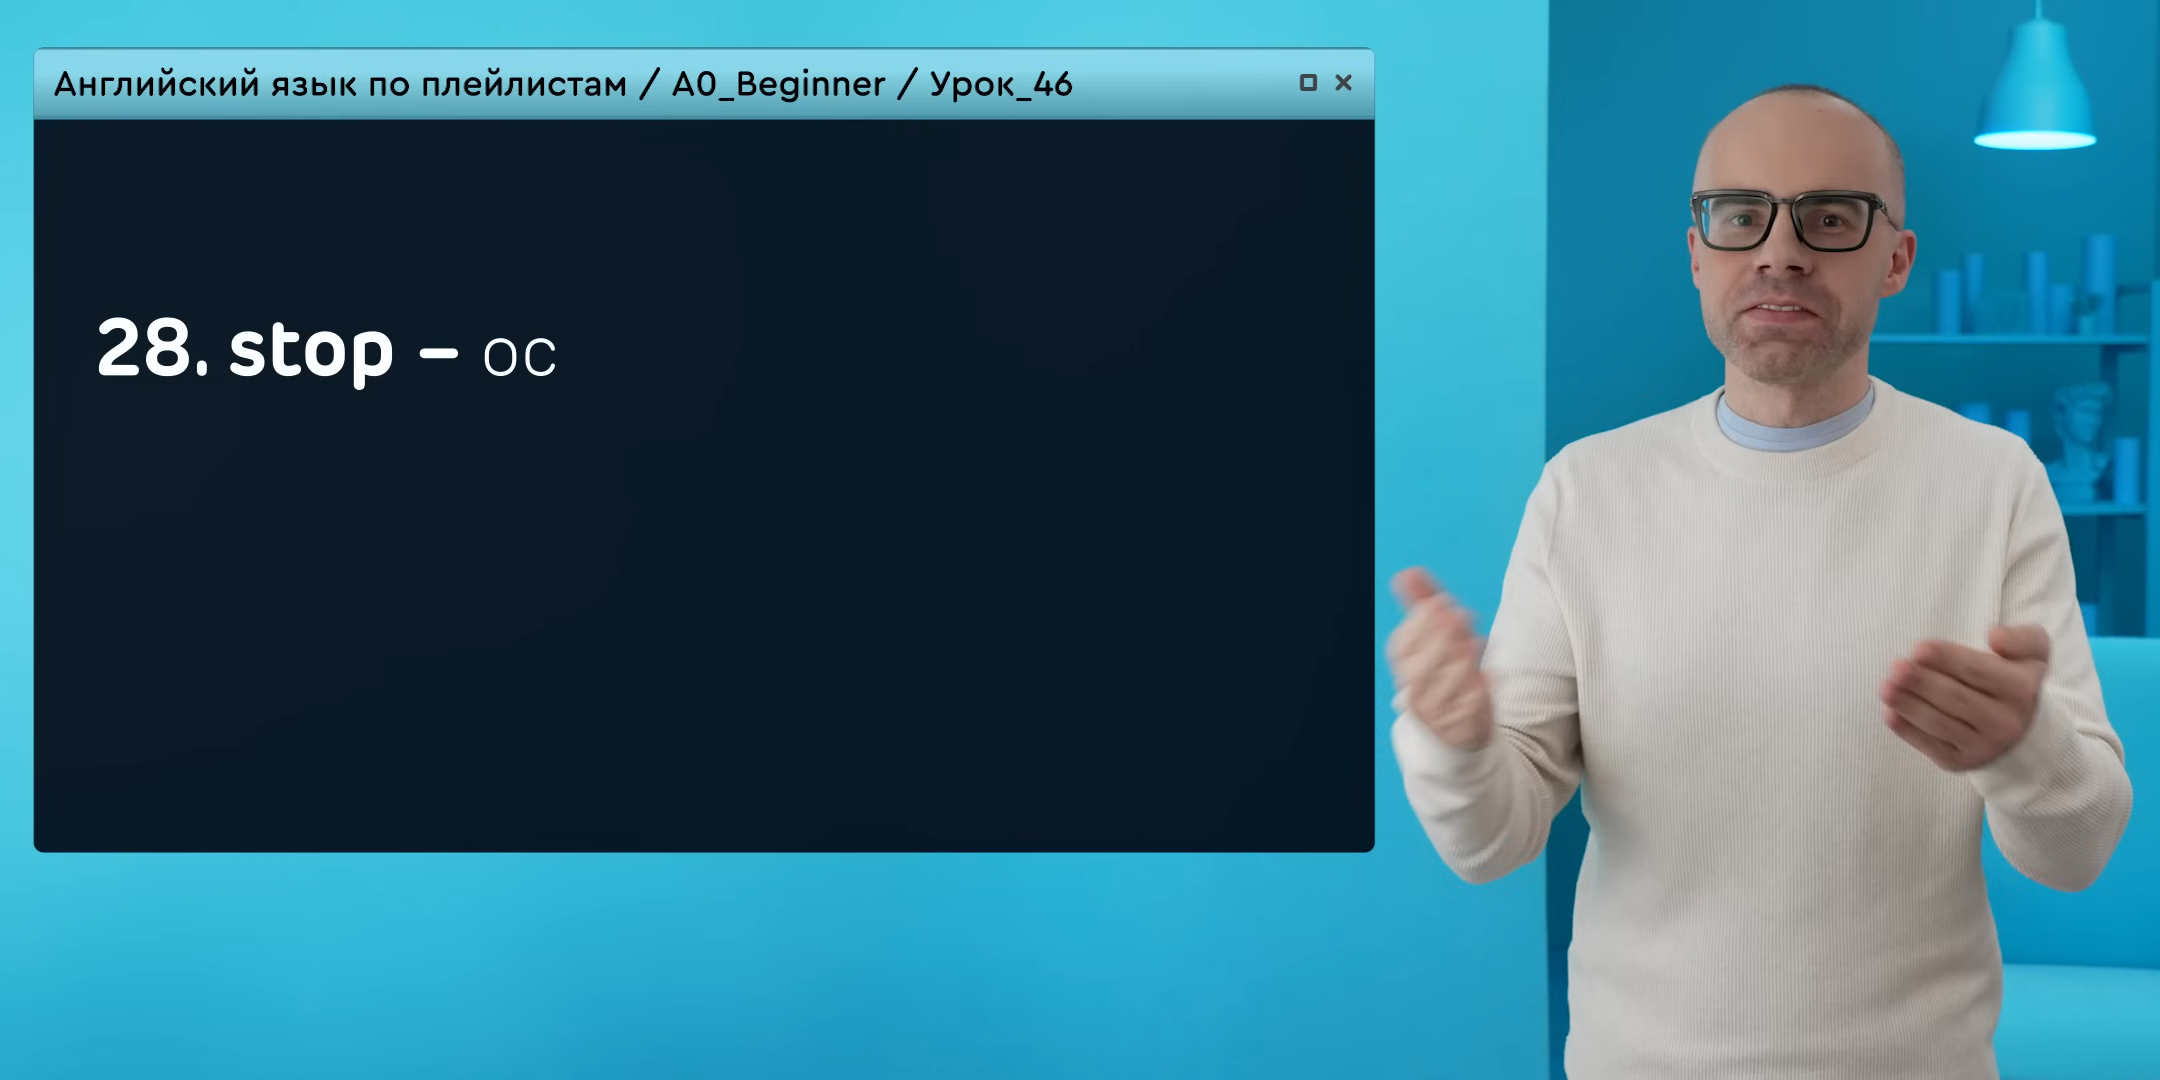 Английский язык по плейлистам / A0_Beginner / Урок_46
28. stop – ос